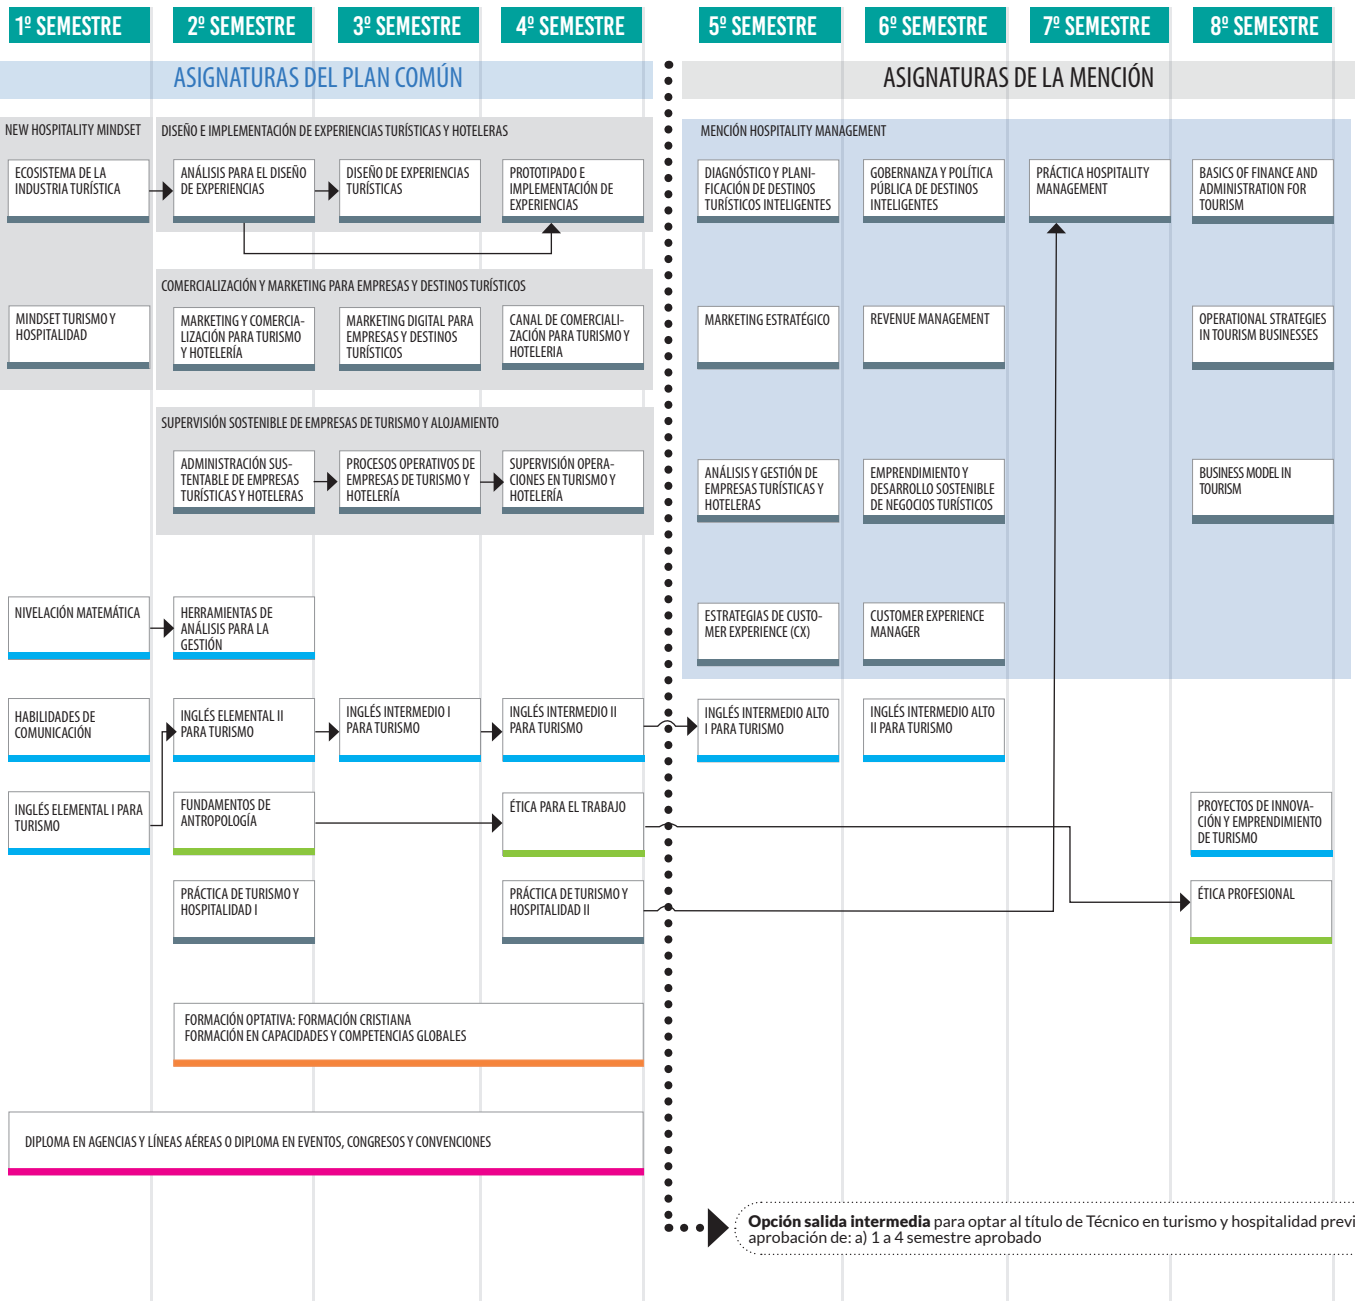 1º SEMESTRE
2º SEMESTRE
3º SEMESTRE
4º SEMESTRE
5º SEMESTRE
6º SEMESTRE
7º SEMESTRE
8º SEMESTRE
ASIGNATURAS DEL PLAN COMÚN
ASIGNATURAS DE LA MENCIÓN
NEW HOSPITALITY MINDSET
DISEÑO E IMPLEMENTACIÓN DE EXPERIENCIAS TURÍSTICAS Y HOTELERAS
MENCIÓN HOSPITALITY MANAGEMENT
ECOSISTEMA DE LA
INDUSTRIA TURÍSTICA
ANÁLISIS PARA EL DISEÑO
DE EXPERIENCIAS
DISEÑO DE EXPERIENCIAS
TURÍSTICAS
PROTOTIPADO E
IMPLEMENTACIÓN DE
EXPERIENCIAS
DIAGNÓSTICO Y PLANI-
FICACIÓN DE DESTINOS
TURÍSTICOS INTELIGENTES
GOBERNANZA Y POLÍTICA
PÚBLICA DE DESTINOS
INTELIGENTES
PRÁCTICA HOSPITALITY
MANAGEMENT
BASICS OF FINANCE AND
ADMINISTRATION FOR
TOURISM
COMERCIALIZACIÓN Y MARKETING PARA EMPRESAS Y DESTINOS TURÍSTICOS
MINDSET TURISMO Y
HOSPITALIDAD
MARKETING Y COMERCIA-
LIZACIÓN PARA TURISMO
Y HOTELERÍA
MARKETING DIGITAL PARA
EMPRESAS Y DESTINOS
TURÍSTICOS
CANAL DE COMERCIALI-
ZACIÓN PARA TURISMO Y
HOTELERIA
MARKETING ESTRATÉGICO
REVENUE MANAGEMENT
OPERATIONAL STRATEGIES
IN TOURISM BUSINESSES
SUPERVISIÓN SOSTENIBLE DE EMPRESAS DE TURISMO Y ALOJAMIENTO
ADMINISTRACIÓN SUS-
TENTABLE DE EMPRESAS
TURÍSTICAS Y HOTELERAS
PROCESOS OPERATIVOS DE
EMPRESAS DE TURISMO Y
HOTELERÍA
SUPERVISIÓN OPERA-
CIONES EN TURISMO Y
HOTELERÍA
ANÁLISIS Y GESTIÓN DE
EMPRESAS TURÍSTICAS Y
HOTELERAS
EMPRENDIMIENTO Y
DESARROLLO SOSTENIBLE
DE NEGOCIOS TURÍSTICOS
BUSINESS MODEL IN
TOURISM
NIVELACIÓN MATEMÁTICA
HERRAMIENTAS DE
ANÁLISIS PARA LA
GESTIÓN
ESTRATEGIAS DE CUSTO-
MER EXPERIENCE (CX)
CUSTOMER EXPERIENCE
MANAGER
HABILIDADES DE
COMUNICACIÓN
INGLÉS ELEMENTAL II
PARA TURISMO
INGLÉS INTERMEDIO I
PARA TURISMO
INGLÉS INTERMEDIO II
PARA TURISMO
INGLÉS INTERMEDIO ALTO
I PARA TURISMO
INGLÉS INTERMEDIO ALTO
II PARA TURISMO
INGLÉS ELEMENTAL I PARA
TURISMO
FUNDAMENTOS DE
ANTROPOLOGÍA
ÉTICA PARA EL TRABAJO
PROYECTOS DE INNOVA-
CIÓN Y EMPRENDIMIENTO
DE TURISMO
PRÁCTICA DE TURISMO Y
HOSPITALIDAD I
PRÁCTICA DE TURISMO Y
HOSPITALIDAD II
ÉTICA PROFESIONAL
FORMACIÓN OPTATIVA: FORMACIÓN CRISTIANA
FORMACIÓN EN CAPACIDADES Y COMPETENCIAS GLOBALES
DIPLOMA EN AGENCIAS Y LÍNEAS AÉREAS O DIPLOMA EN EVENTOS, CONGRESOS Y CONVENCIONES
Opción salida intermedia para optar al título de Técnico en turismo y hospitalidad previ
aprobación de: a) 1 a 4 semestre aprobado